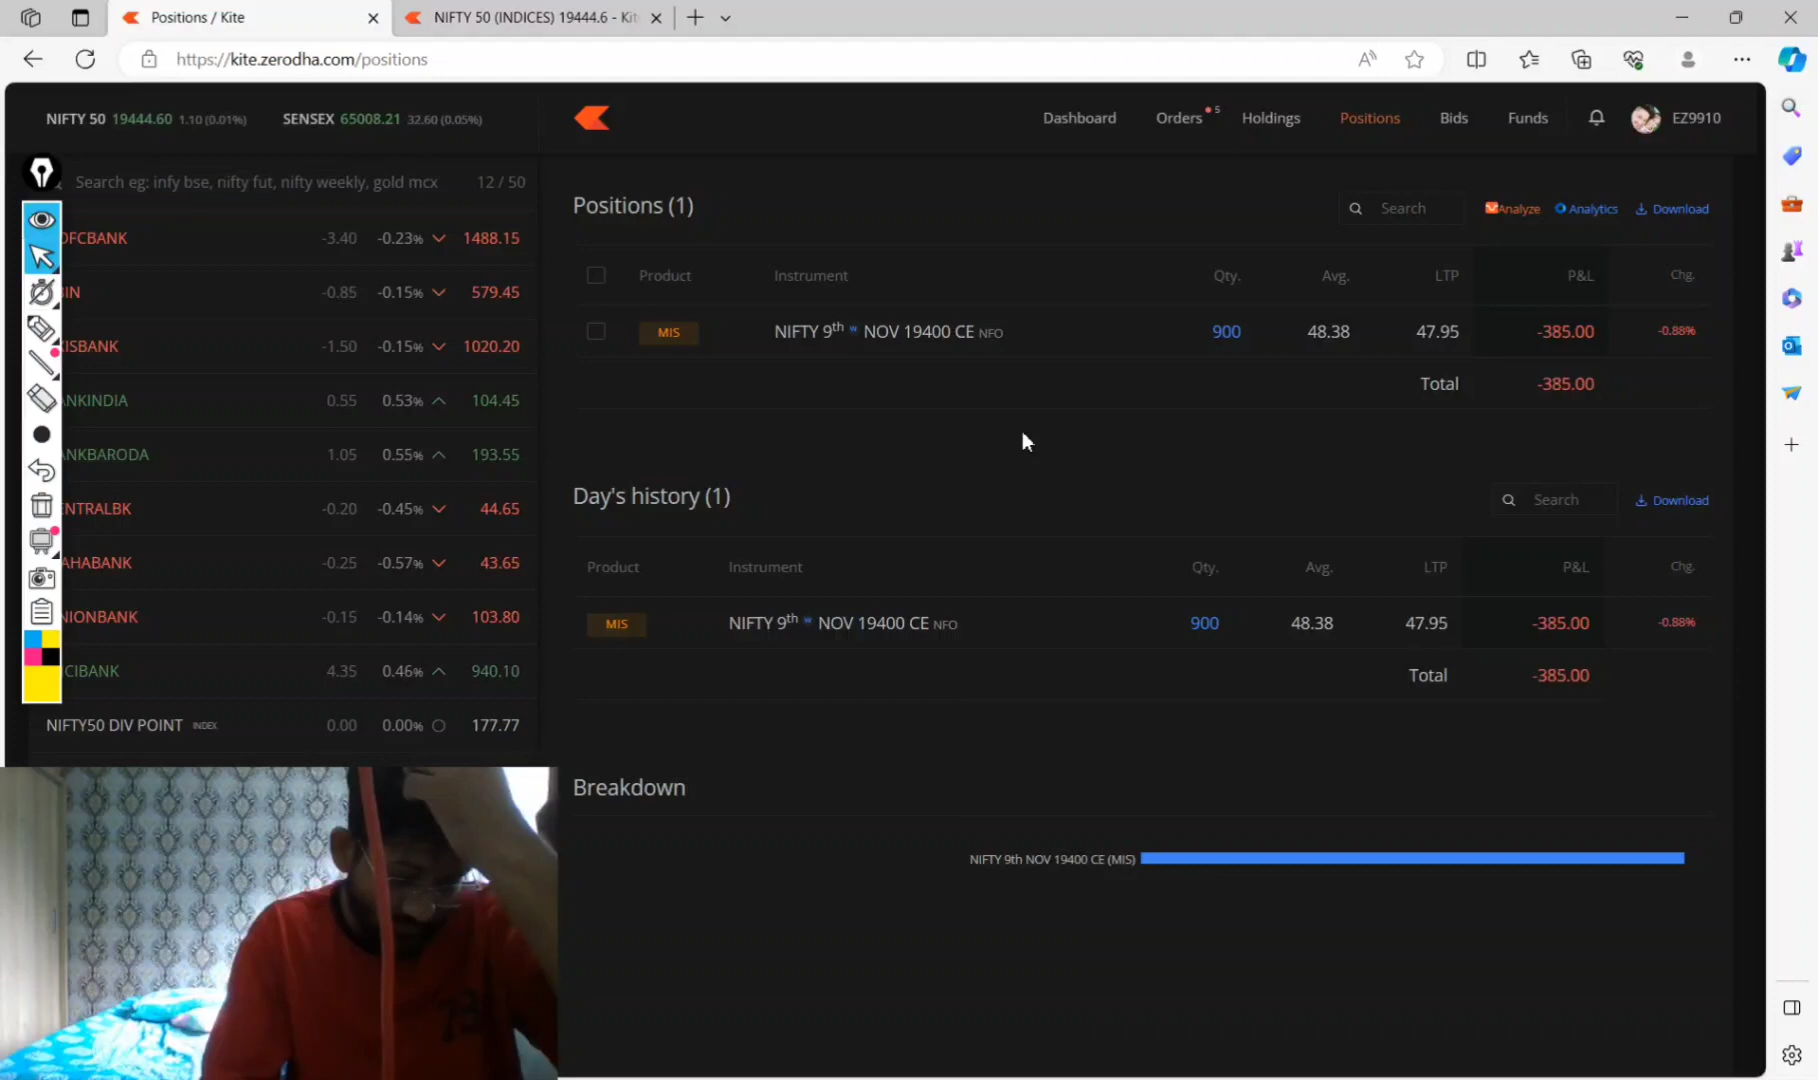 Positions / Kite
NIFTY 50 (INDICES) 19444.6 - Kit
https://kite.zerodha.com/positions
NIFTY 50 19444.60 1.10 (0.01%) SENSEX 65008.21 32.60 (0.05%)
Dashboard Orders 5 Holdings Positions Bids Funds EZ9910
Search eg: infy bse, nifty fut, nifty weekly, gold mcx 12 / 50
DFCBANK -3.40 -0.23% 1488.15
BIN -0.85 -0.15% 579.45
XISBANK -1.50 -0.15% 1020.20
ANKINDIA 0.55 0.53% 104.45
ANKBARODA 1.05 0.55% 193.55
ENTRALBK -0.20 -0.45% 44.65
AHABANK -0.25 -0.57% 43.65
NIONBANK -0.15 -0.14% 103.80
CIBANK 4.35 0.46% 940.10
NIFTY50 DIV POINT INDEX 0.00 0.00% 177.77
Positions (1) Search Analyze Analytics Download
Product Instrument Qty. Avg. LTP P&L Chg.
MIS NIFTY 9th w NOV 19400 CE NFO 900 48.38 47.95 -385.00 -0.88%
Total -385.00
Day's history (1) Search Download
Product Instrument Qty. Avg. LTP P&L Chg.
MIS NIFTY 9th w NOV 19400 CE NFO 900 48.38 47.95 -385.00 -0.88%
Total -385.00
Breakdown
NIFTY 9th NOV 19400 CE (MIS)